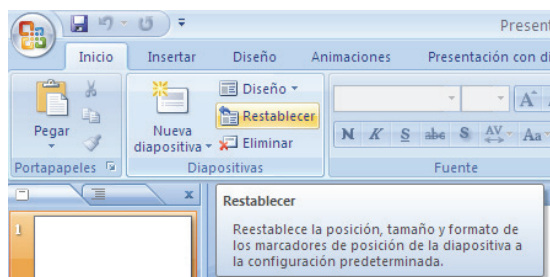 Present
Inicio Insertar Diseño Animaciones Presentación con di
Pegar
Nueva diapositiva
Diseño
Restablecer
Eliminar
N K S abc S AV Aa
Portapapeles Diapositivas Fuente
1
Restablecer
Reestablece la posición, tamaño y formato de
los marcadores de posición de la diapositiva a
la configuración predeterminada.